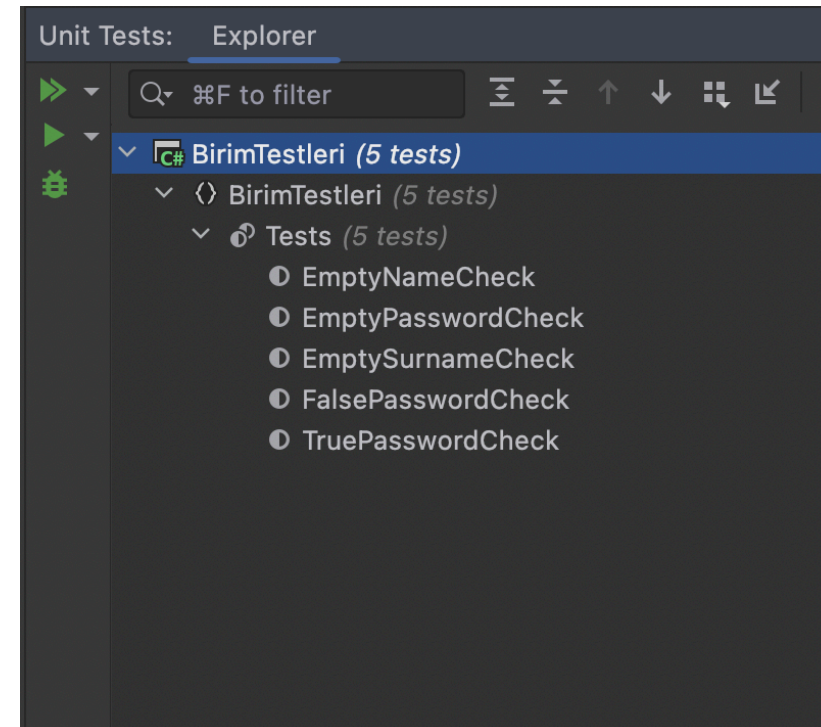 Unit Tests: Explorer
⌘F to filter
C# BirimTestleri (5 tests)
BirimTestleri (5 tests)
Tests (5 tests)
EmptyNameCheck
EmptyPasswordCheck
EmptySurnameCheck
FalsePasswordCheck
TruePasswordCheck